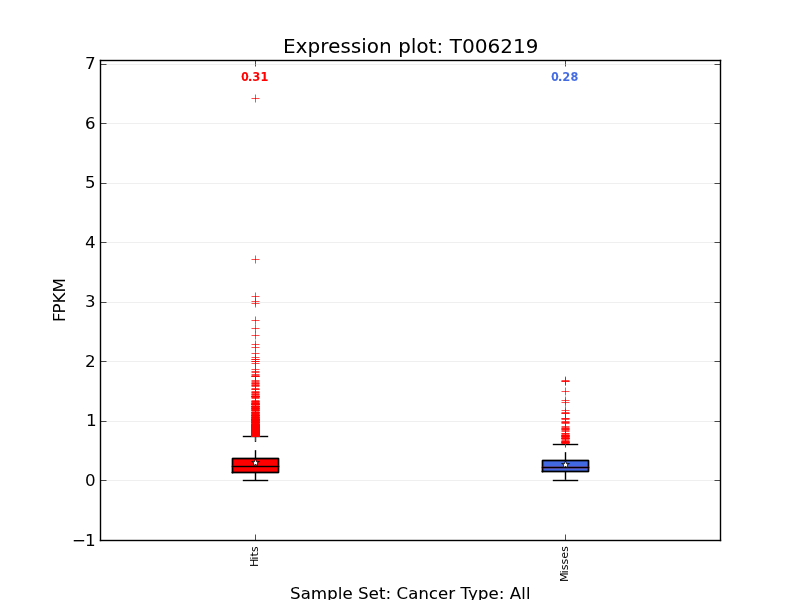 Expression plot: T006219
0.31 0.28
7
6
5
4
3
2
1
0
−1
FPKM
Hits Misses
Sample Set: Cancer Type: All